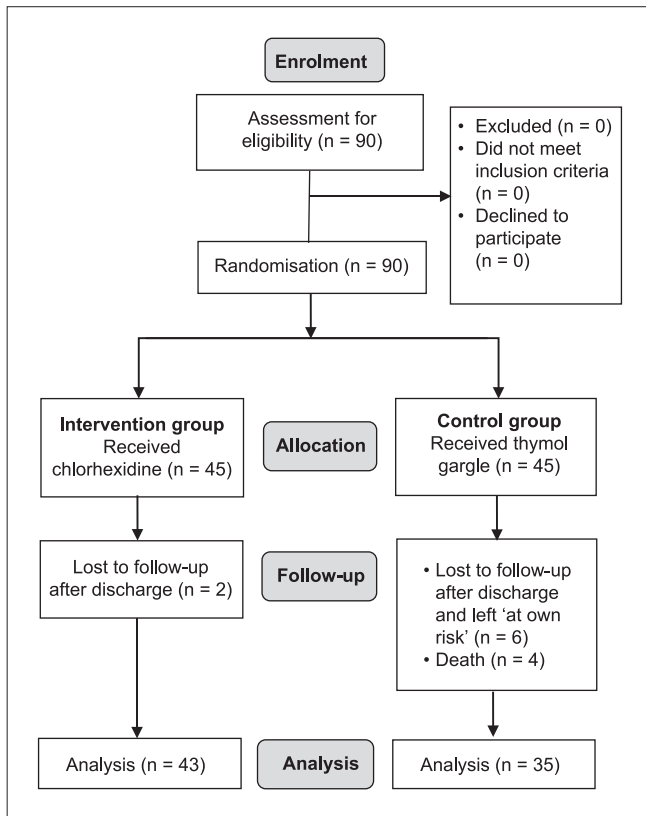 Enrolment
Assessment for
eligibility (n = 90)
• Excluded (n = 0)
• Did not meet
inclusion criteria
(n = 0)
• Declined to
participate
(n = 0)
Randomisation (n = 90)
Intervention group
Received
chlorhexidine (n = 45)
Allocation
Control group
Received thymol
gargle (n = 45)
Lost to follow-up
after discharge (n = 2)
Follow-up
• Lost to follow-up
after discharge
and left ‘at own
risk’ (n = 6)
• Death (n = 4)
Analysis (n = 43)
Analysis
Analysis (n = 35)